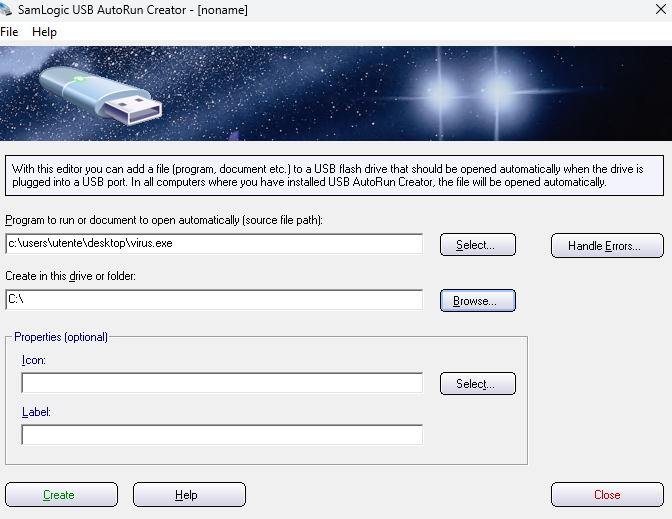 SamLogic USB AutoRun Creator - [noname]
File Help
With this editor you can add a file (program, document etc.) to a USB flash drive that should be opened automatically when the drive is
plugged into a USB port. In all computers where you have installed USB AutoRun Creator, the file will be opened automatically.
Program to run or document to open automatically (source file path):
c:\users\utente\desktop\virus.exe
Select...
Handle Errors...
Create in this drive or folder:
C:\
Browse...
Properties (optional)
Icon:
Select...
Label:
Create
Help
Close